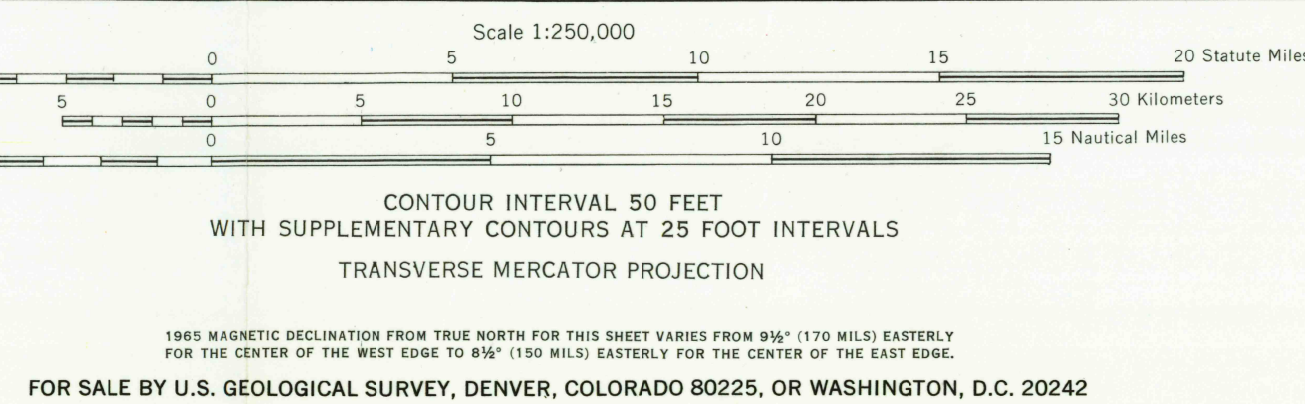 Scale 1:250,000
0 5 10 15 20 Statute Miles
5 0 5 10 15 20 25 30 Kilometers
0 5 10 15 Nautical Miles
CONTOUR INTERVAL 50 FEET
WITH SUPPLEMENTARY CONTOURS AT 25 FOOT INTERVALS
TRANSVERSE MERCATOR PROJECTION
1965 MAGNETIC DECLINATION FROM TRUE NORTH FOR THIS SHEET VARIES FROM 9½° (170 MILS) EASTERLY
FOR THE CENTER OF THE WEST EDGE TO 8½° (150 MILS) EASTERLY FOR THE CENTER OF THE EAST EDGE.
FOR SALE BY U.S. GEOLOGICAL SURVEY, DENVER, COLORADO 80225, OR WASHINGTON, D.C. 20242